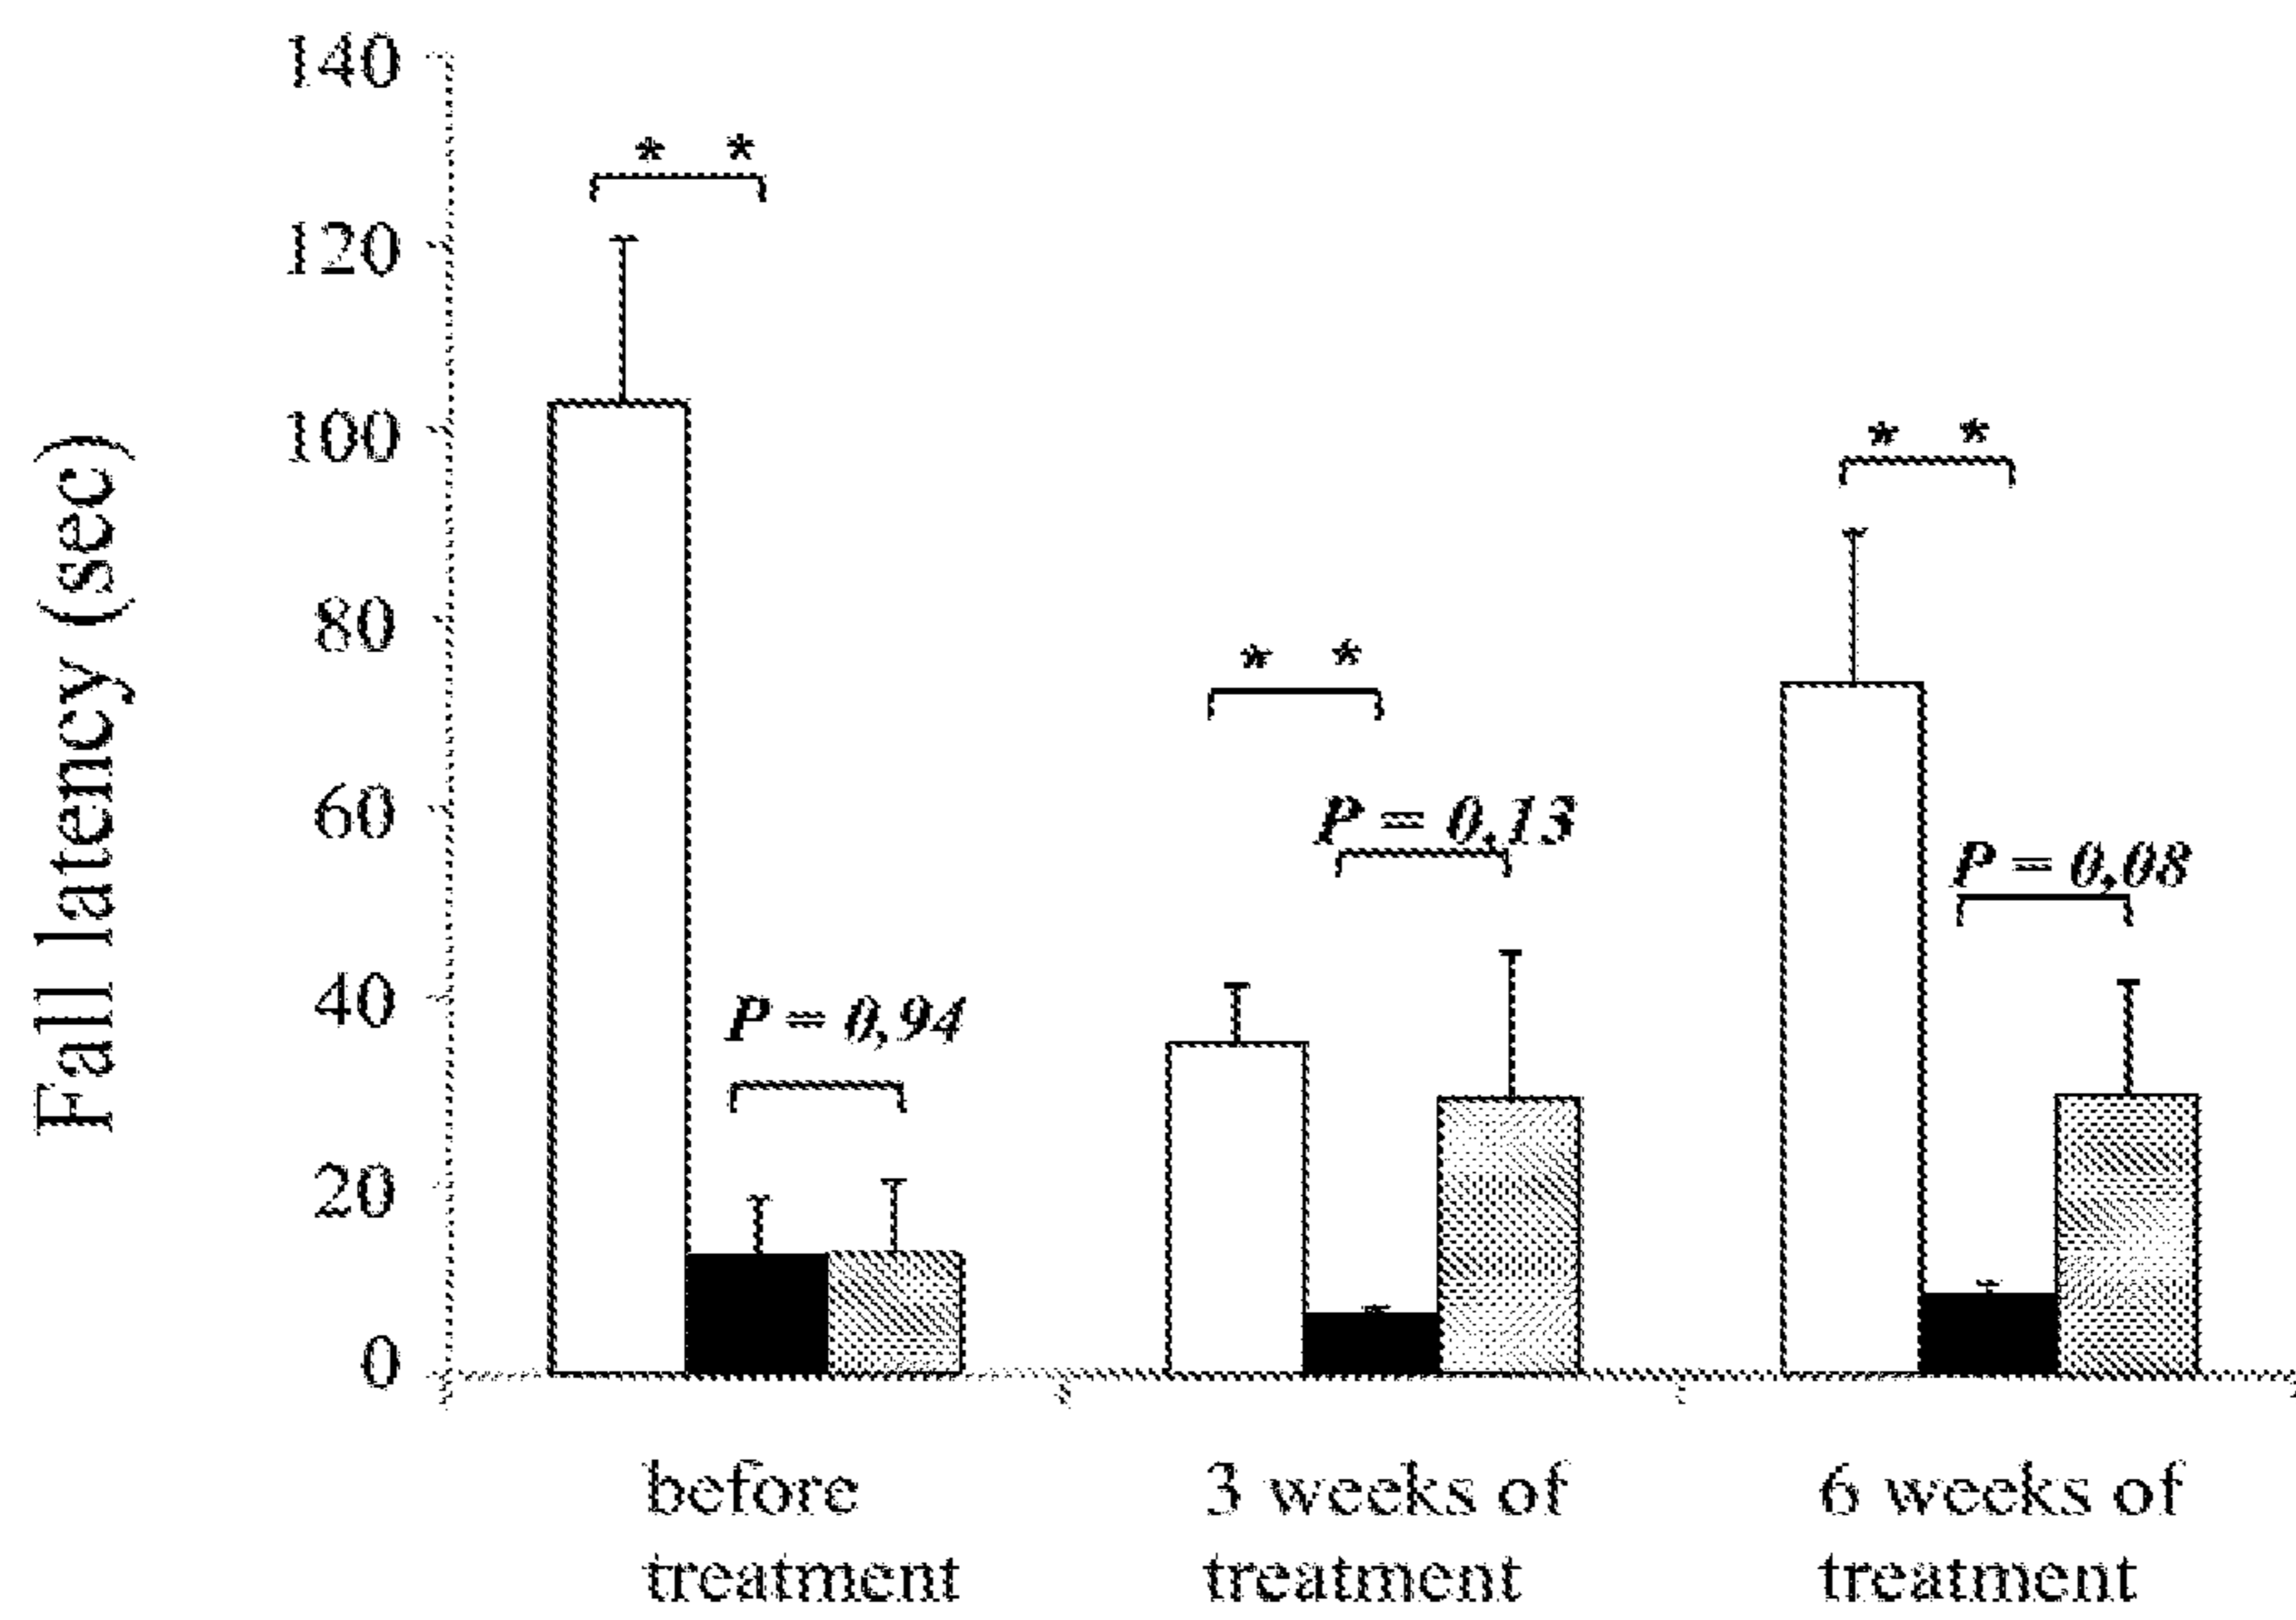 Fall latency (sec)
140
120
100
80
60
40
20
0
* *
P = 0,94
* *
P = 0,13
* *
P = 0,08
before
treatment
3 weeks of
treatment
6 weeks of
treatment